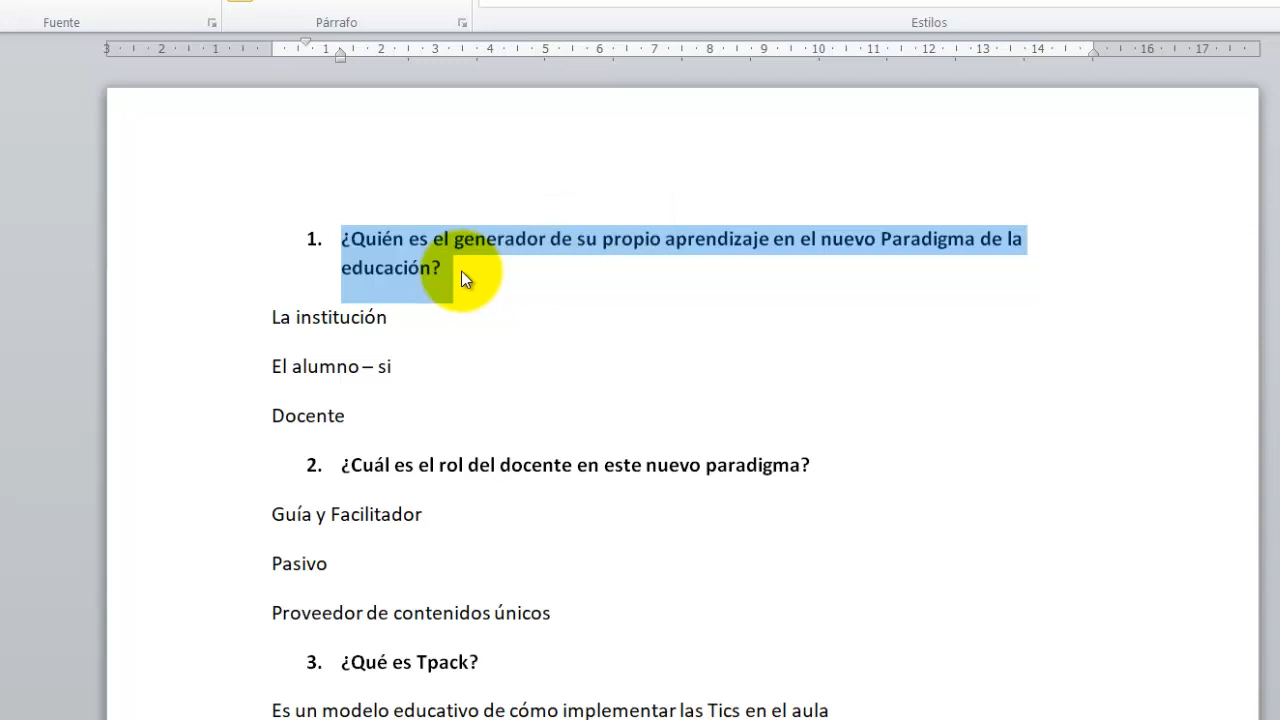 Fuente Párrafo Estilos
3 2 1 1 2 3 4 5 6 7 8 9 10 11 12 13 14 16 17
1. ¿Quién es el generador de su propio aprendizaje en el nuevo Paradigma de la
educación?
La institución
El alumno – si
Docente
2. ¿Cuál es el rol del docente en este nuevo paradigma?
Guía y Facilitador
Pasivo
Proveedor de contenidos únicos
3. ¿Qué es Tpack?
Es un modelo educativo de cómo implementar las Tics en el aula